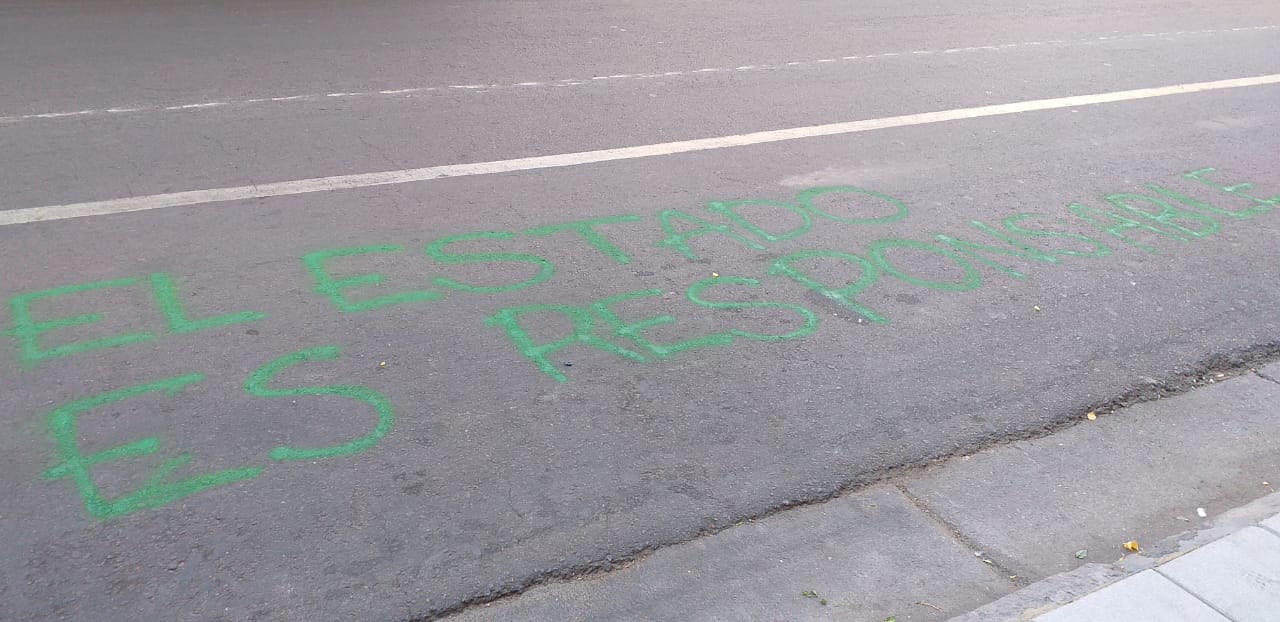 EL ESTADO
ES RESPONSABLE